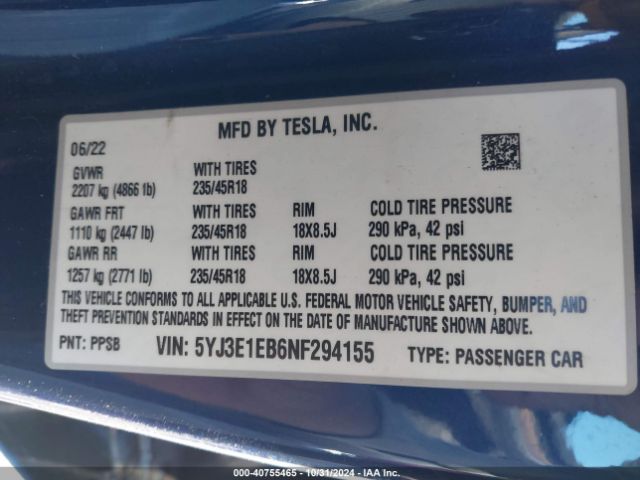 MFD BY TESLA, INC.
06/22
GVWR WITH TIRES
2207 kg (4866 lb) 235/45R18
GAWR FRT WITH TIRES RIM COLD TIRE PRESSURE
1110 kg (2447 lb) 235/45R18 18X8.5J 290 kPa, 42 psi
GAWR RR WITH TIRES RIM COLD TIRE PRESSURE
1257 kg (2771 lb) 235/45R18 18X8.5J 290 kPa, 42 psi
THIS VEHICLE CONFORMS TO ALL APPLICABLE U.S. FEDERAL MOTOR VEHICLE SAFETY, BUMPER, AND
THEFT PREVENTION STANDARDS IN EFFECT ON THE DATE OF MANUFACTURE SHOWN ABOVE.
PNT: PPSB VIN: 5YJ3E1EB6NF294155 TYPE: PASSENGER CAR
000-40755465 - 10/31/2024 - IAA Inc.